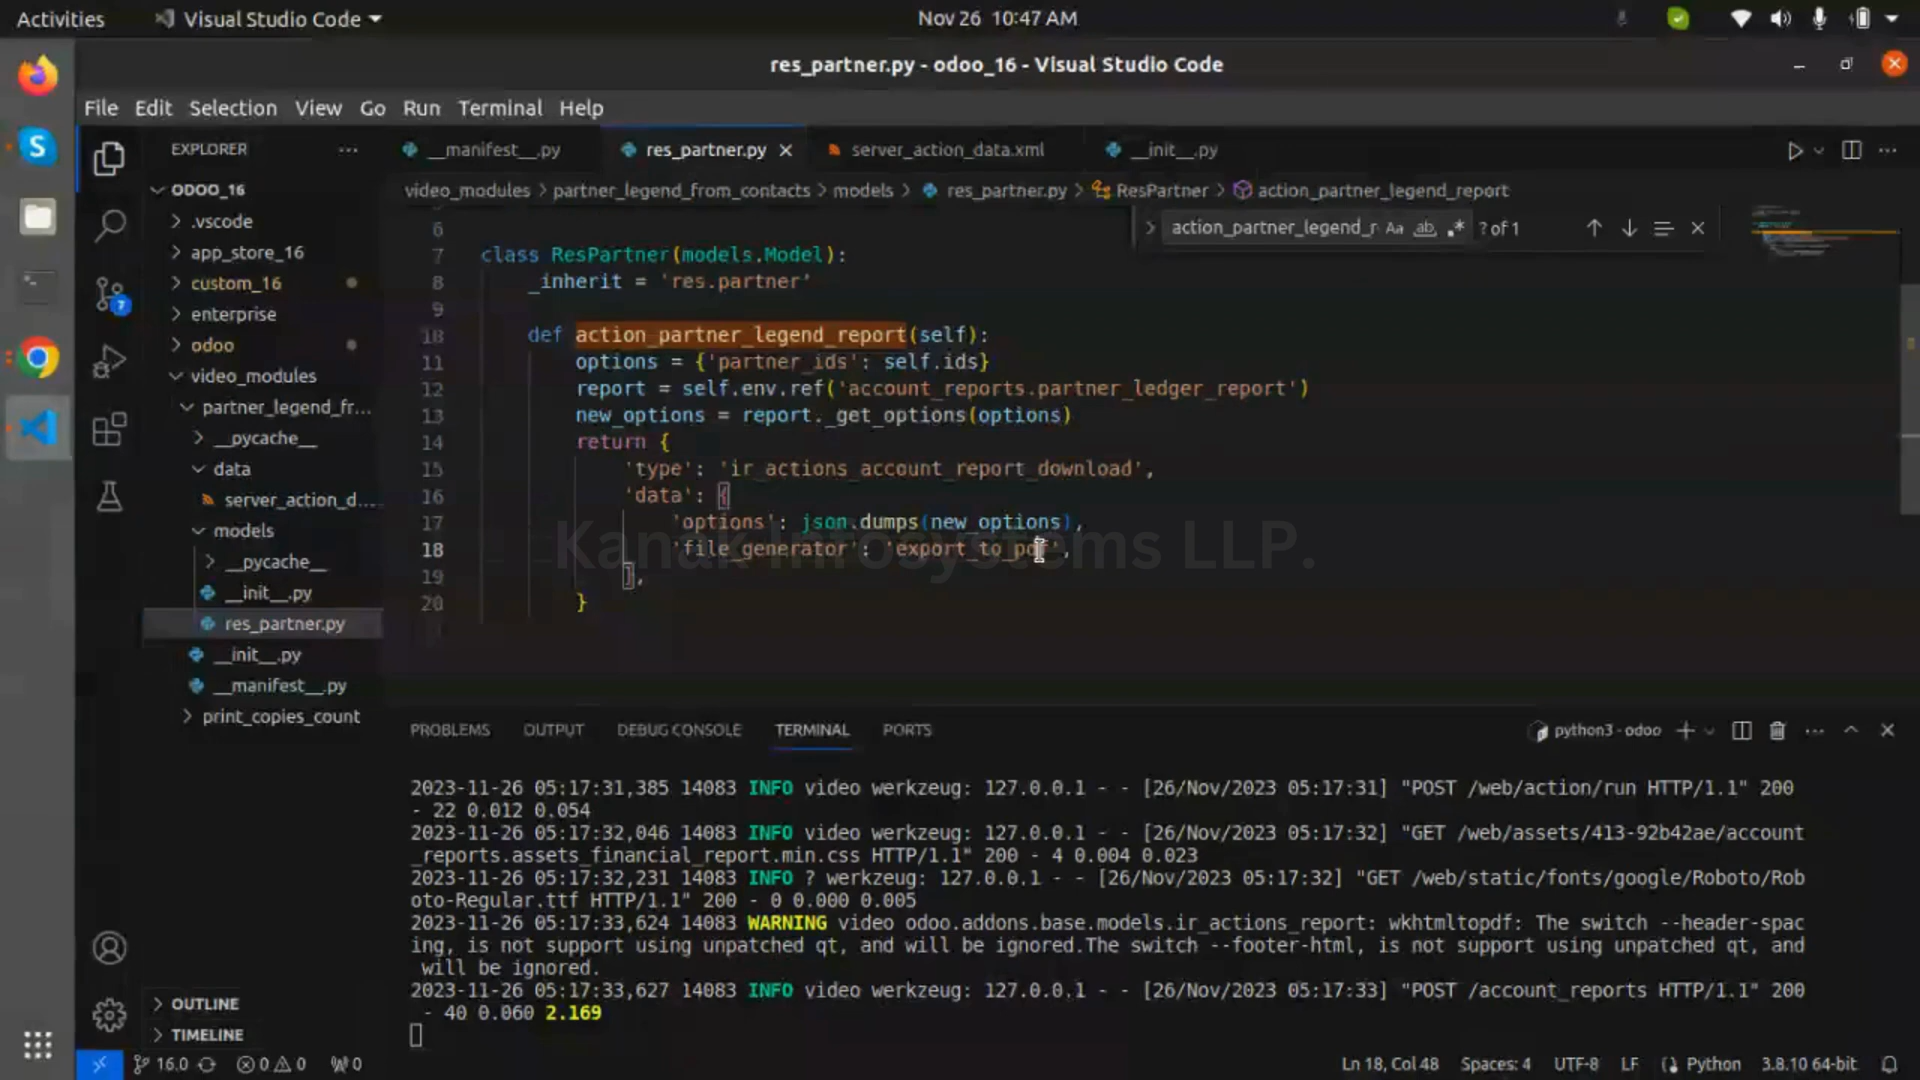 Activities
Visual Studio Code
Nov 26 10:47 AM
res_partner.py - odoo_16 - Visual Studio Code
File Edit Selection View Go Run Terminal Help
EXPLORER
ODOO_16
.vscode
app_store_16
custom_16
enterprise
odoo
video_modules
partner_legend_fr...
__pycache__
data
server_action_d...
models
__pycache__
__init__.py
res_partner.py
__init__.py
__manifest__.py
print_copies_count
OUTLINE
TIMELINE
__manifest__.py res_partner.py server_action_data.xml __init__.py
video_modules > partner_legend_from_contacts > models > res_partner.py > ResPartner > action_partner_legend_report
action_partner_legend_r Aa ab .* ? of 1
6
7 class ResPartner(models.Model):
8 _inherit = 'res.partner'
9
10 def action_partner_legend_report(self):
11 options = {'partner_ids': self.ids}
12 report = self.env.ref('account_reports.partner_ledger_report')
13 new_options = report._get_options(options)
14 return {
15 'type': 'ir_actions_account_report_download',
16 'data': {
17 'options': json.dumps(new_options),
18 'file_generator': 'export_to_pdf',
19 },
20 }
Kanak Infosystems LLP.
PROBLEMS OUTPUT DEBUG CONSOLE TERMINAL PORTS
python3 - odoo
2023-11-26 05:17:31,385 14083 INFO video werkzeug: 127.0.0.1 - - [26/Nov/2023 05:17:31] "POST /web/action/run HTTP/1.1" 200
- 22 0.012 0.054
2023-11-26 05:17:32,046 14083 INFO video werkzeug: 127.0.0.1 - - [26/Nov/2023 05:17:32] "GET /web/assets/413-92b42ae/account
_reports.assets_financial_report.min.css HTTP/1.1" 200 - 4 0.004 0.023
2023-11-26 05:17:32,231 14083 INFO ? werkzeug: 127.0.0.1 - - [26/Nov/2023 05:17:32] "GET /web/static/fonts/google/Roboto/Rob
oto-Regular.ttf HTTP/1.1" 200 - 0 0.000 0.005
2023-11-26 05:17:33,624 14083 WARNING video odoo.addons.base.models.ir_actions_report: wkhtmltopdf: The switch --header-spac
ing, is not support using unpatched qt, and will be ignored.The switch --footer-html, is not support using unpatched qt, and
will be ignored.
2023-11-26 05:17:33,627 14083 INFO video werkzeug: 127.0.0.1 - - [26/Nov/2023 05:17:33] "POST /account_reports HTTP/1.1" 200
- 40 0.060 2.169
7
16.0 0 0 0
Ln 18, Col 48 Spaces: 4 UTF-8 LF Python 3.8.10 64-bit